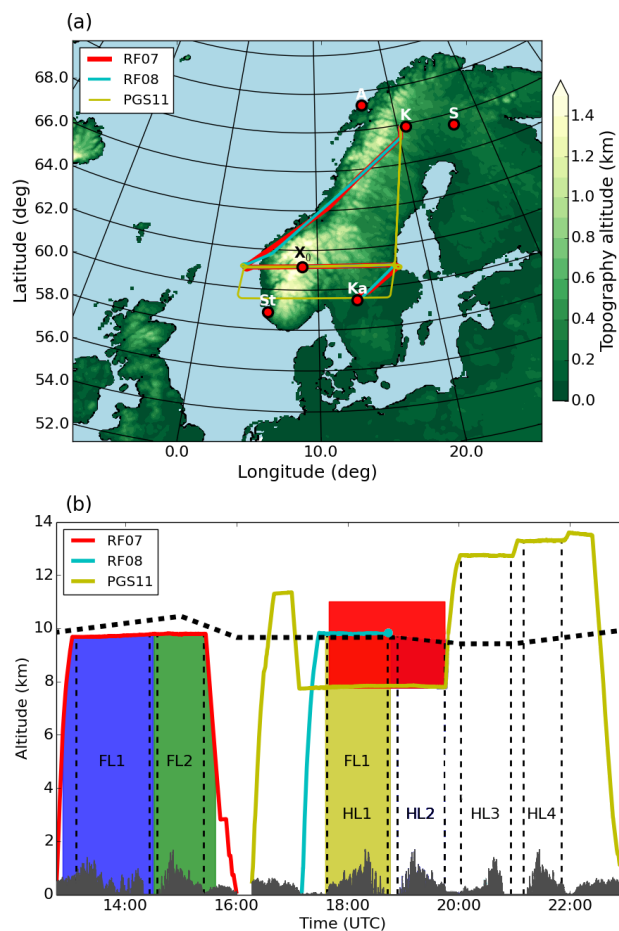 (a)
RF07
RF08
PGS11
A
K
S
X0
Ka
St
68.0
66.0
64.0
62.0
60.0
58.0
56.0
54.0
52.0
Latitude (deg)
0.0
10.0
20.0
Longitude (deg)
1.4
1.2
1.0
0.8
0.6
0.4
0.2
0.0
Topography altitude (km)
(b)
14
12
10
8
6
4
2
0
Altitude (km)
RF07
RF08
PGS11
FL1
FL2
FL1
HL1
HL2
HL3
HL4
14:00
16:00
18:00
20:00
22:00
Time (UTC)